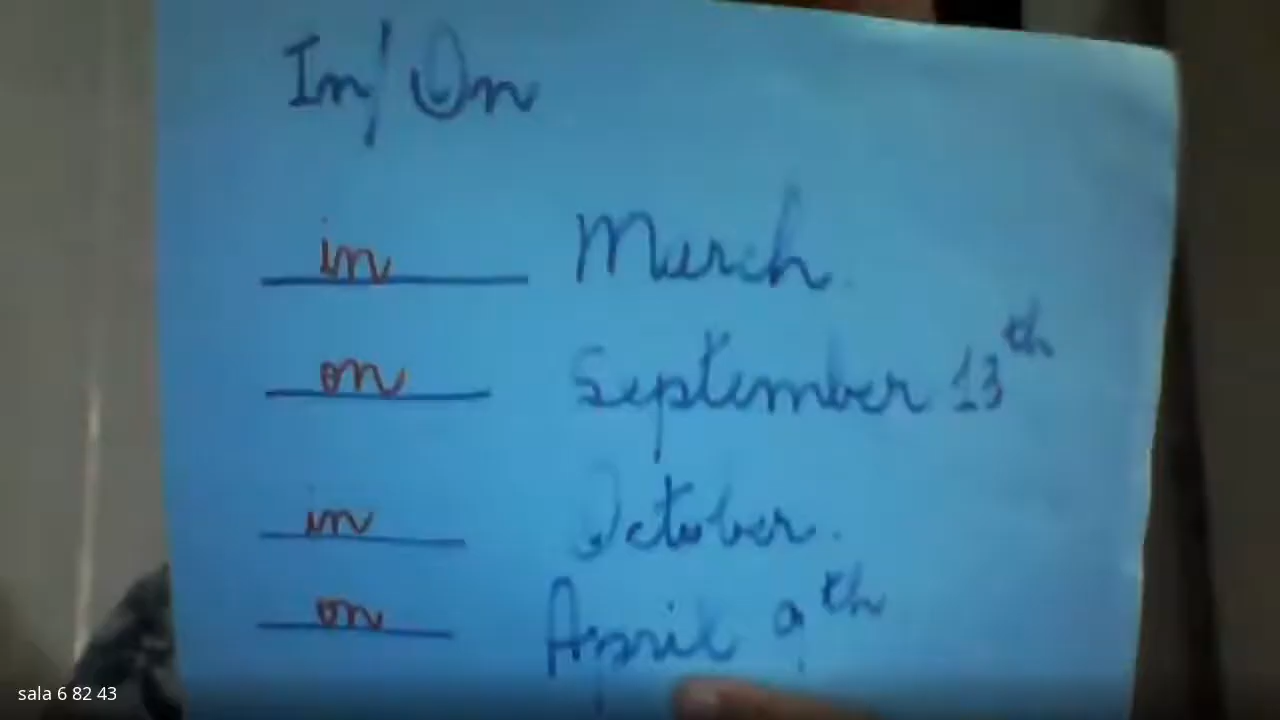 In/On
in March.
on September 13th
in October.
on April 9th
sala 6 82 43